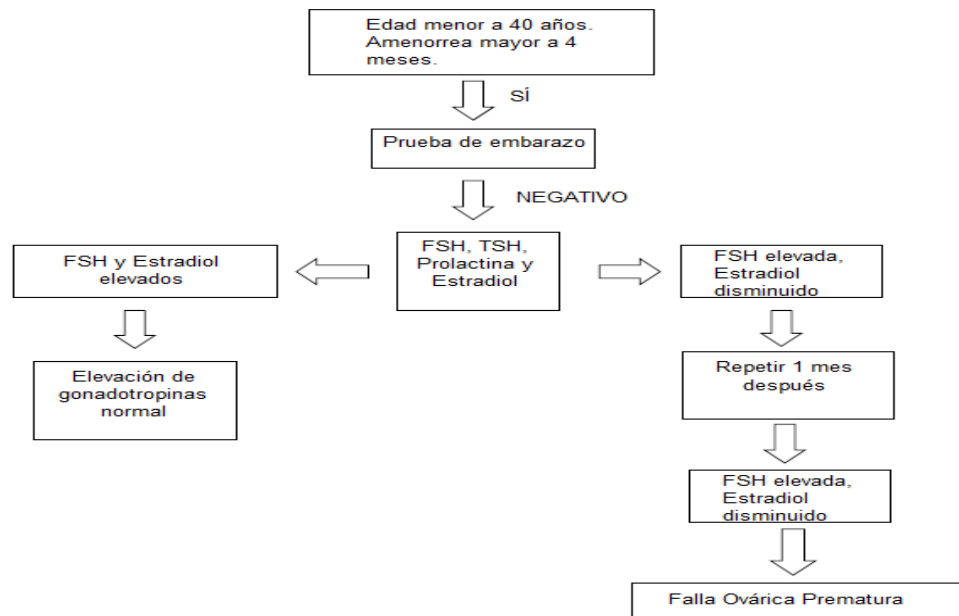 Edad menor a 40 años.
Amenorrea mayor a 4
meses.
SÍ
Prueba de embarazo
NEGATIVO
FSH y Estradiol
elevados
FSH, TSH,
Prolactina y
Estradiol
FSH elevada,
Estradiol
disminuido
Elevación de
gonadotropinas
normal
Repetir 1 mes
después
FSH elevada,
Estradiol
disminuido
Falla Ovárica Prematura